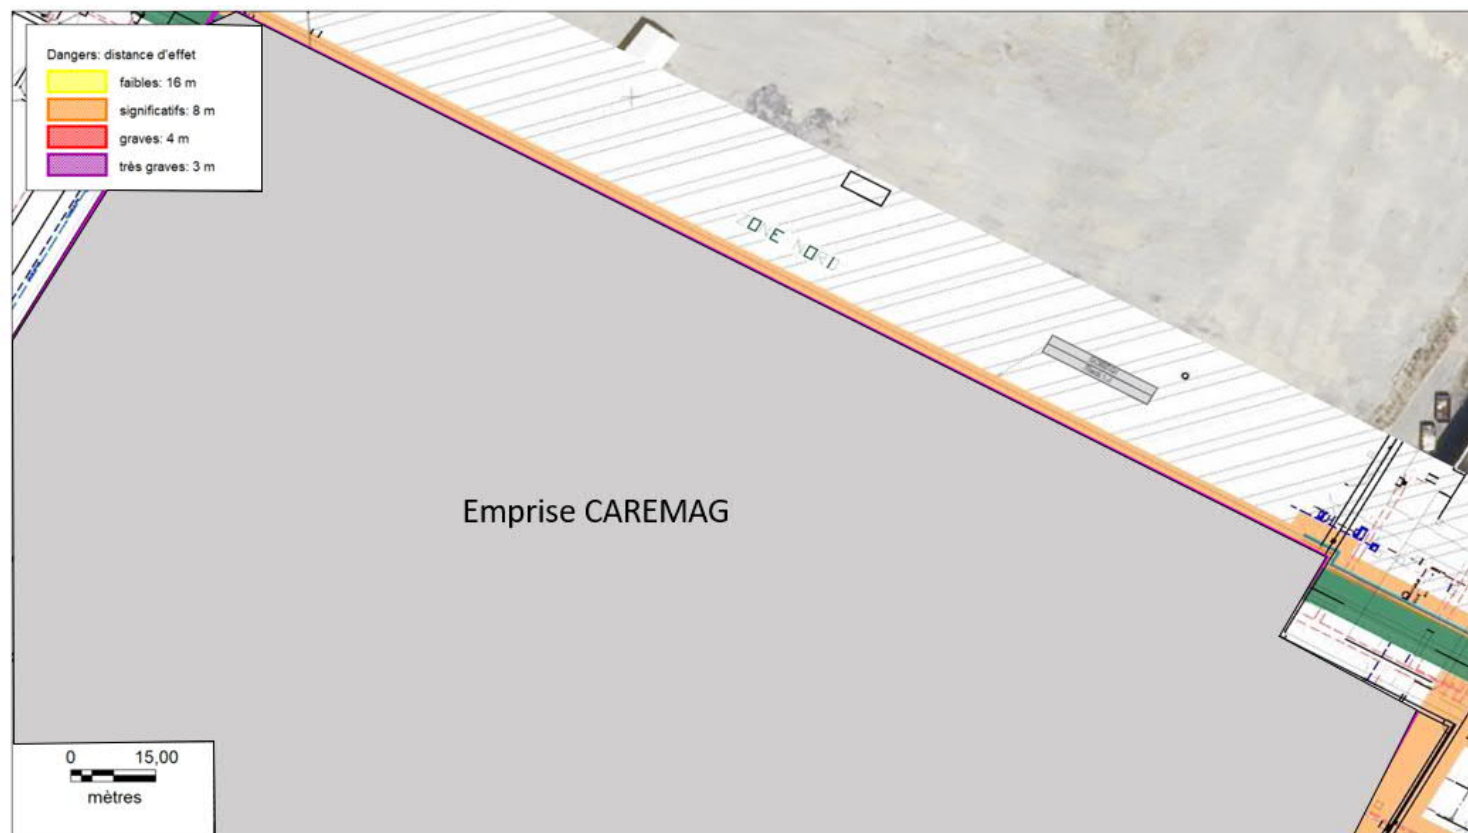 Dangers: distance d'effet
faibles: 16 m
significatifs: 8 m
graves: 4 m
très graves: 3 m
ZONE NORD
Emprise CAREMAG
0 15,00
mètres